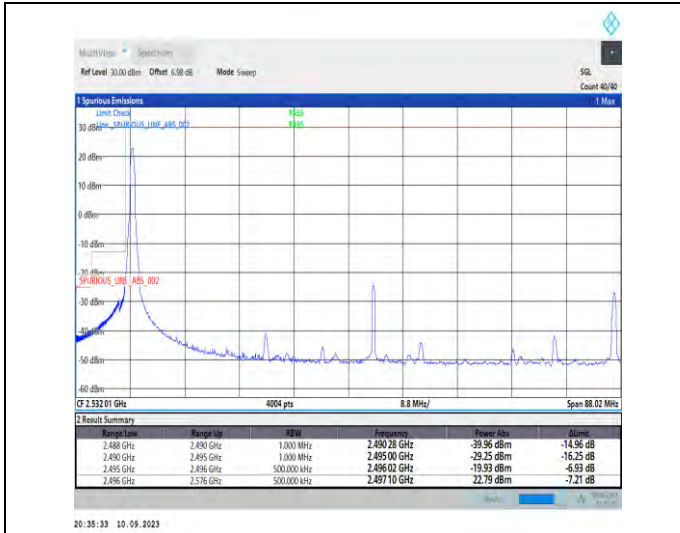 MultiView Spectrum
Ref Level 30.00 dBm Offset 6.98 dB Mode Sweep SGL
Count 40/40
1 Spurious Emissions 1 Max
Limit Check PASS
30 dBm Line _SPURIOUS_LINE_ABS_002 PASS
20 dBm
10 dBm
0 dBm
-10 dBm
-20 dBm
_SPURIOUS_LINE_ABS_002
-30 dBm
-40 dBm
-50 dBm
-60 dBm
CF 2.532 01 GHz 4004 pts 8.8 MHz/ Span 88.02 MHz
2 Result Summary
Range Low Range Up RBW Frequency Power Abs ΔLimit
2.488 GHz 2.490 GHz 1.000 MHz 2.490 28 GHz -39.96 dBm -14.96 dB
2.490 GHz 2.495 GHz 1.000 MHz 2.495 00 GHz -29.25 dBm -16.25 dB
2.495 GHz 2.496 GHz 500.000 kHz 2.496 02 GHz -19.93 dBm -6.93 dB
2.496 GHz 2.576 GHz 500.000 kHz 2.497 10 GHz 22.79 dBm -7.21 dB
20:35:33 10.09.2023